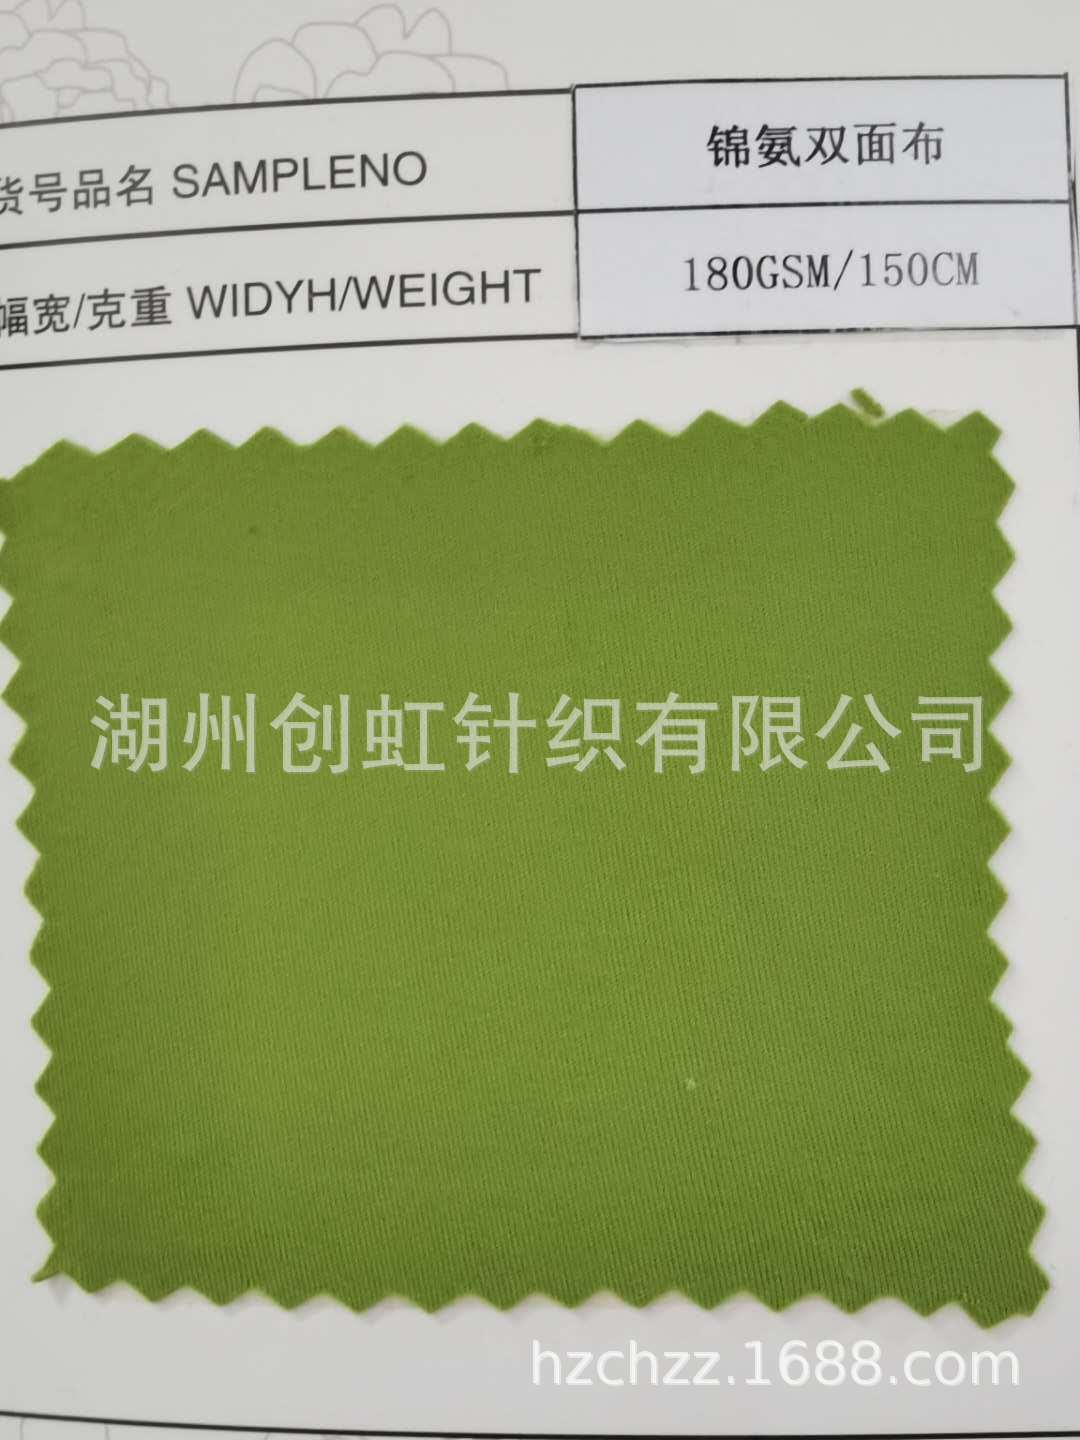 货号品名 SAMPLENO
锦氨双面布
幅宽/克重 WIDYH/WEIGHT
180GSM/150CM
湖州创虹针织有限公司
hzchzz.1688.com